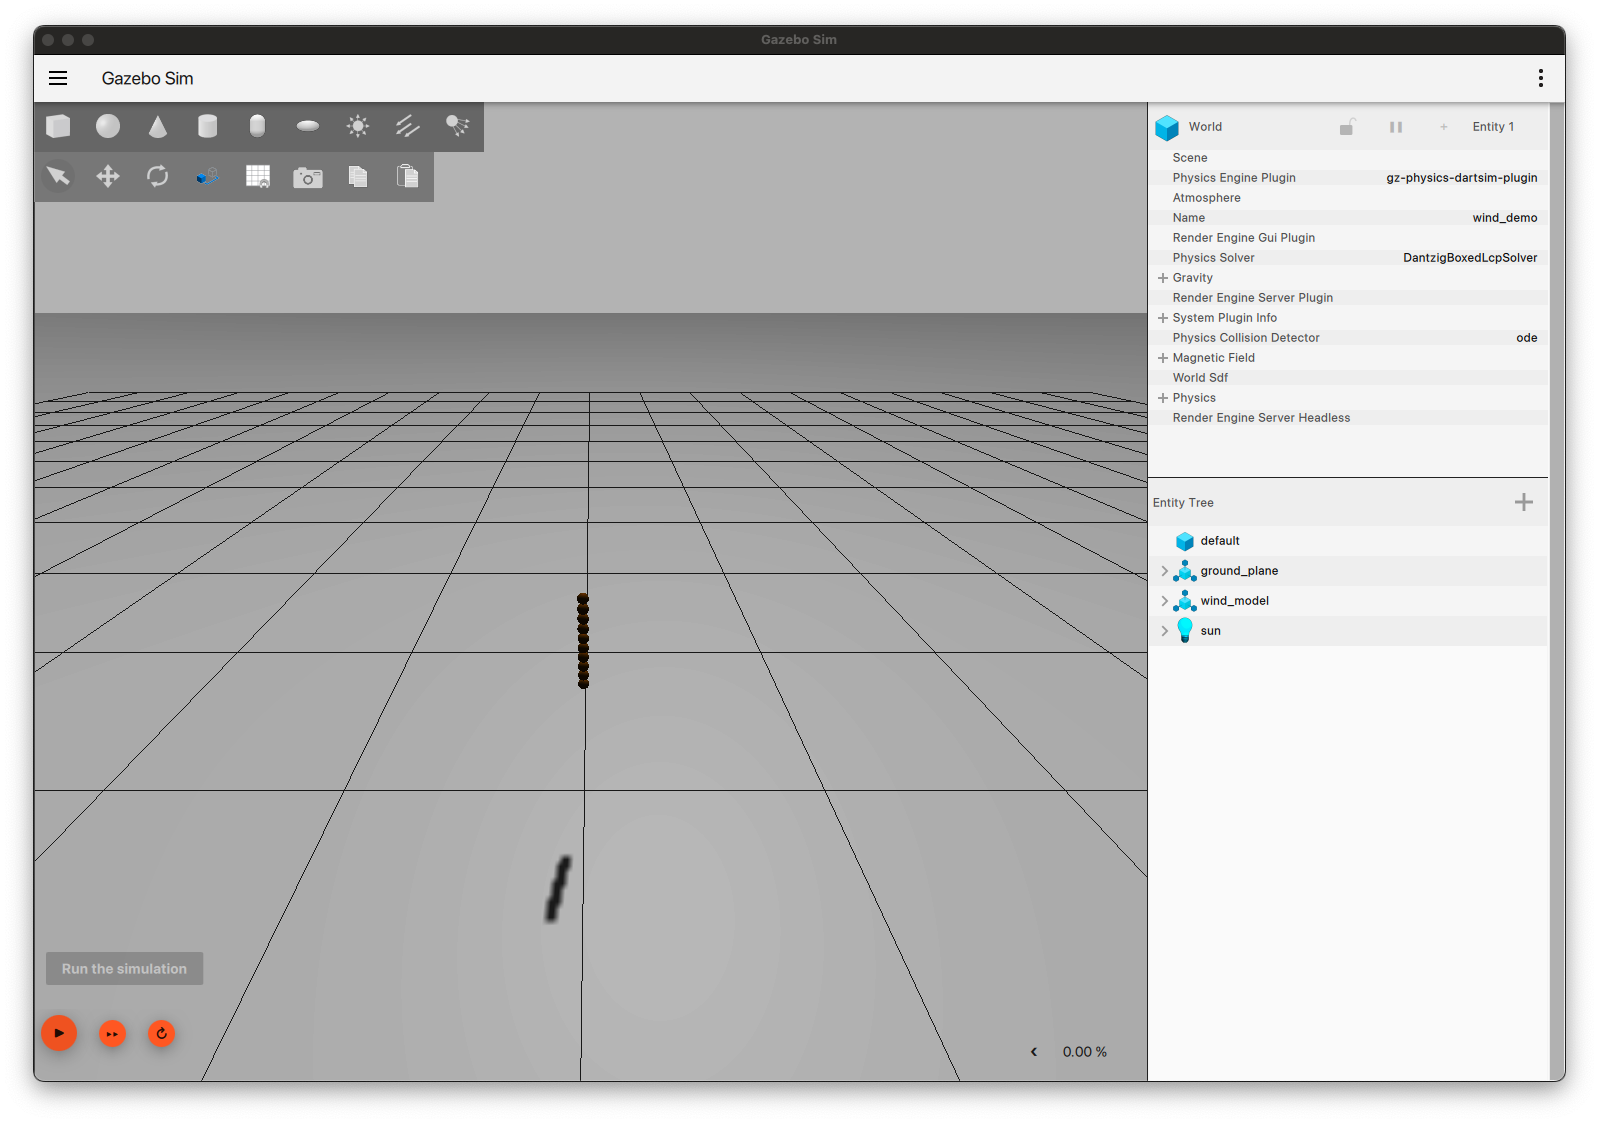 Gazebo Sim
Gazebo Sim
World
Entity 1
Scene
Physics Engine Plugin gz-physics-dartsim-plugin
Atmosphere
Name wind_demo
Render Engine Gui Plugin
Physics Solver DantzigBoxedLcpSolver
Gravity
Render Engine Server Plugin
System Plugin Info
Physics Collision Detector ode
Magnetic Field
World Sdf
Physics
Render Engine Server Headless
Entity Tree
default
ground_plane
wind_model
sun
Run the simulation
0.00 %